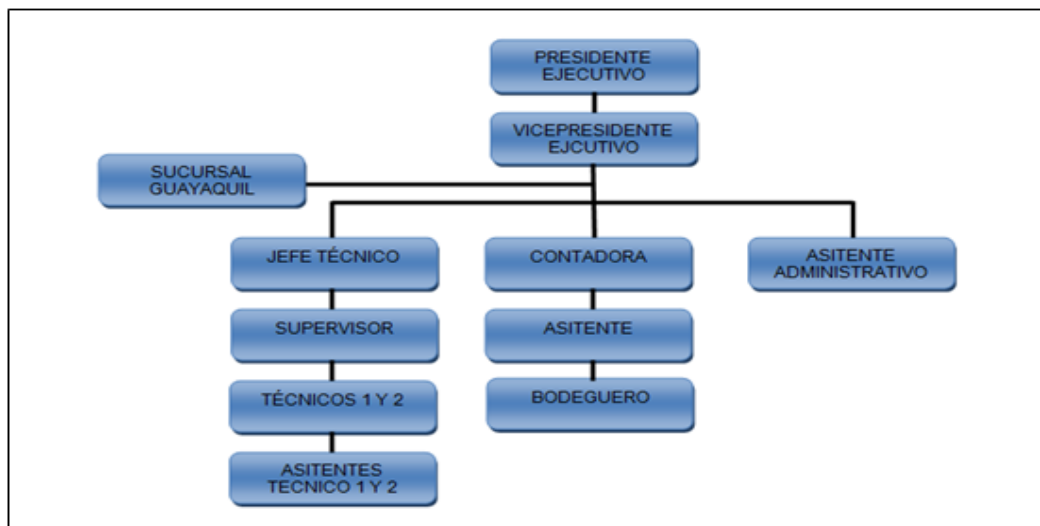 PRESIDENTE
EJECUTIVO
VICEPRESIDENTE
EJCUTIVO
SUCURSAL
GUAYAQUIL
JEFE TÉCNICO
CONTADORA
ASITENTE
ADMINISTRATIVO
SUPERVISOR
ASITENTE
TÉCNICOS 1 Y 2
BODEGUERO
ASITENTES
TECNICO 1 Y 2